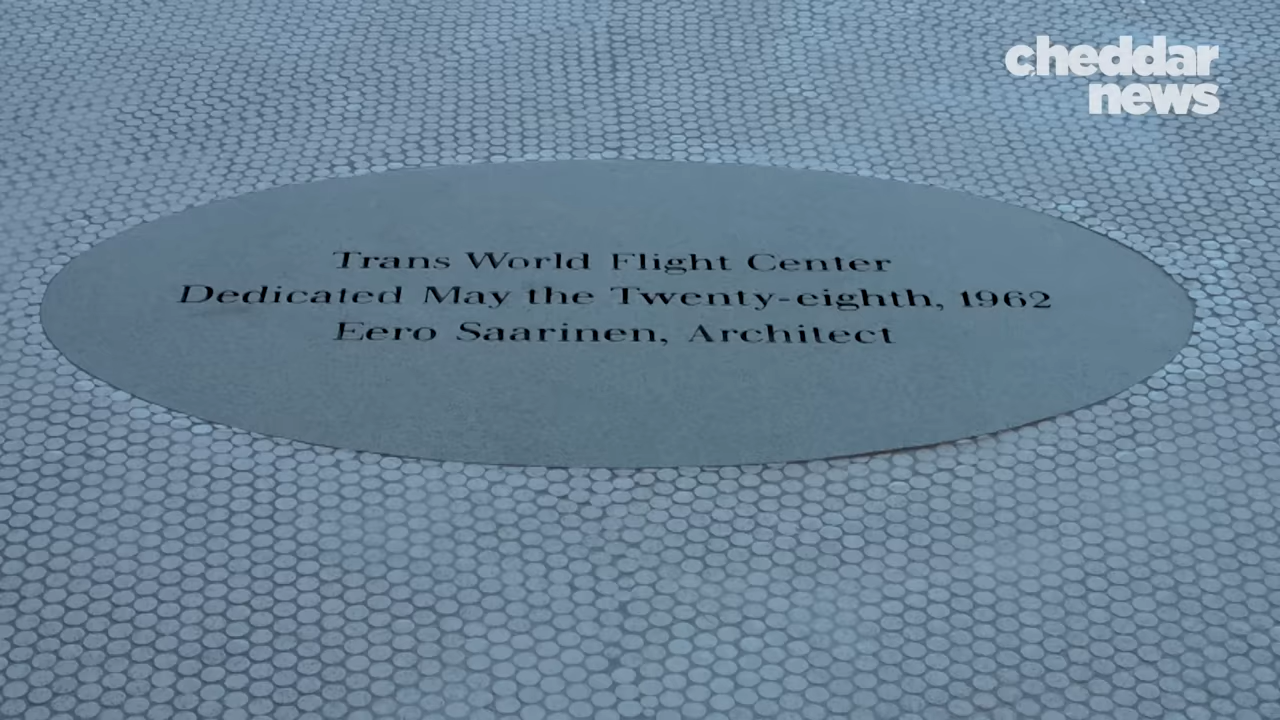 cheddar
news
Trans World Flight Center
Dedicated May the Twenty-eighth, 1962
Eero Saarinen, Architect